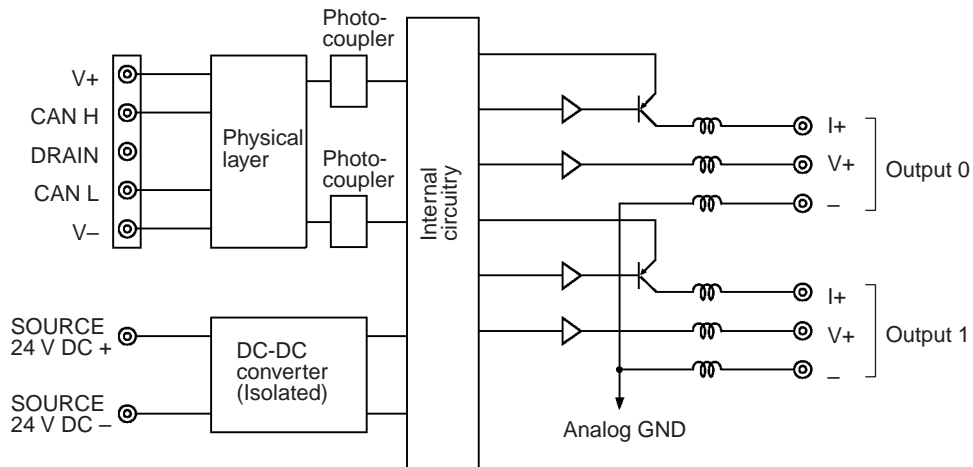 Photo-
coupler
V+
CAN H
DRAIN
CAN L
V–
Physical
layer
Photo-
coupler
Internal
circuitry
I+
V+
–
Output 0
I+
V+
–
Output 1
SOURCE
24 V DC +
SOURCE
24 V DC –
DC-DC
converter
(Isolated)
Analog GND